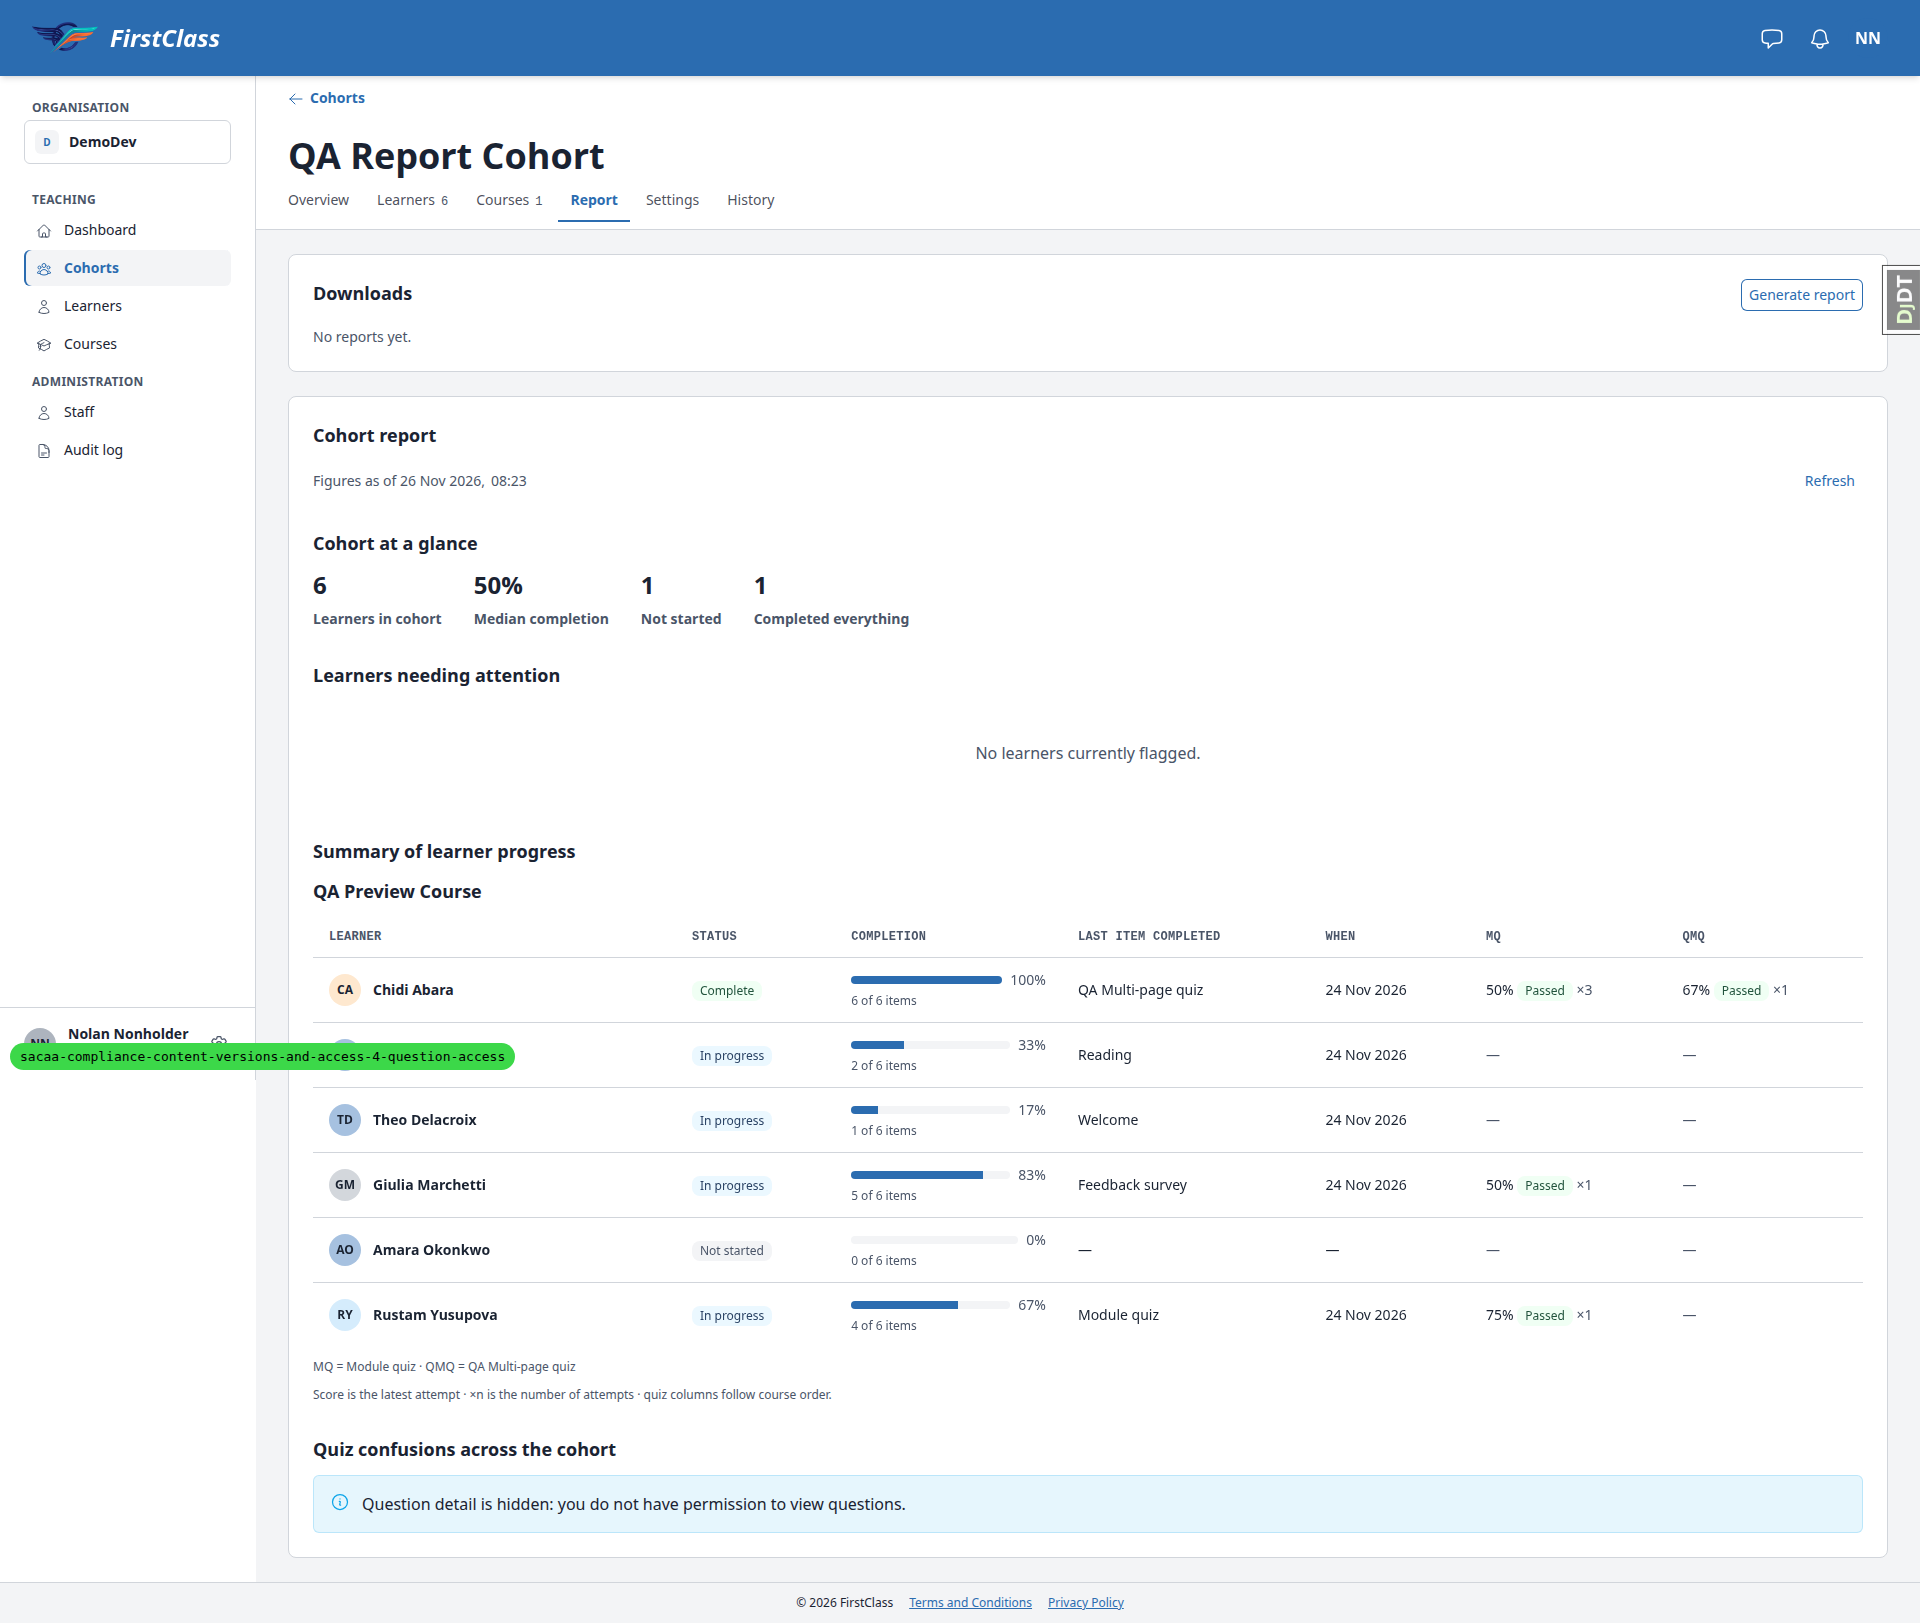 FirstClass
NN
ORGANISATION
D DemoDev
TEACHING
Dashboard
Cohorts
Learners
Courses
ADMINISTRATION
Staff
Audit log
Nolan Nonholder
sacaa-compliance-content-versions-and-access-4-question-access
← Cohorts
QA Report Cohort
Overview Learners 6 Courses 1 Report Settings History
DjDT
Downloads Generate report
No reports yet.
Cohort report
Figures as of 26 Nov 2026, 08:23 Refresh
Cohort at a glance
6 50% 1 1
Learners in cohort Median completion Not started Completed everything
Learners needing attention
No learners currently flagged.
Summary of learner progress
QA Preview Course
LEARNER STATUS COMPLETION LAST ITEM COMPLETED WHEN MQ QMQ
CA Chidi Abara Complete 100% 6 of 6 items QA Multi-page quiz 24 Nov 2026 50% Passed ×3 67% Passed ×1
In progress 33% 2 of 6 items Reading 24 Nov 2026 — —
TD Theo Delacroix In progress 17% 1 of 6 items Welcome 24 Nov 2026 — —
GM Giulia Marchetti In progress 83% 5 of 6 items Feedback survey 24 Nov 2026 50% Passed ×1 —
AO Amara Okonkwo Not started 0% 0 of 6 items — — — —
RY Rustam Yusupova In progress 67% 4 of 6 items Module quiz 24 Nov 2026 75% Passed ×1 —
MQ = Module quiz · QMQ = QA Multi-page quiz
Score is the latest attempt · ×n is the number of attempts · quiz columns follow course order.
Quiz confusions across the cohort
Question detail is hidden: you do not have permission to view questions.
© 2026 FirstClass Terms and Conditions Privacy Policy